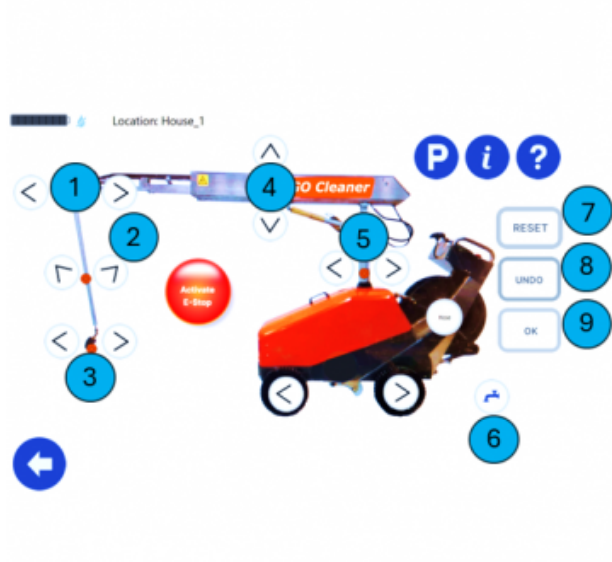 Location: House_1
P i ?
1
4
GO Cleaner
2
5
7
RESET
Activate
E-Stop
8
UNDO
9
OK
3
6